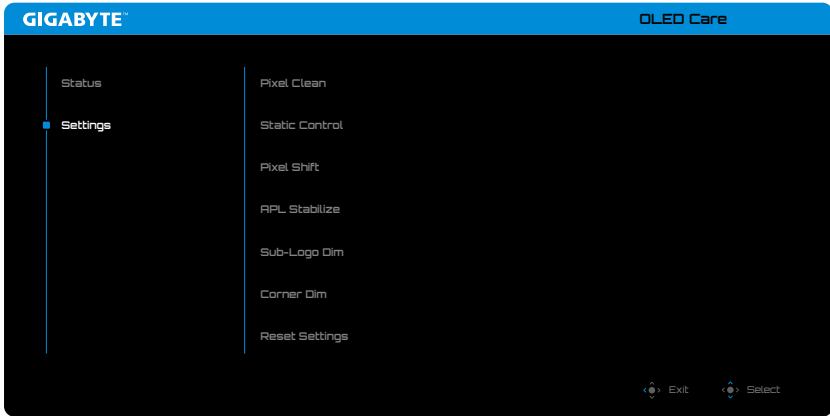 GIGABYTE™
OLED Care
Status
Settings
Pixel Clean
Static Control
Pixel Shift
APL Stabilize
Sub-Logo Dim
Corner Dim
Reset Settings
Exit
Select